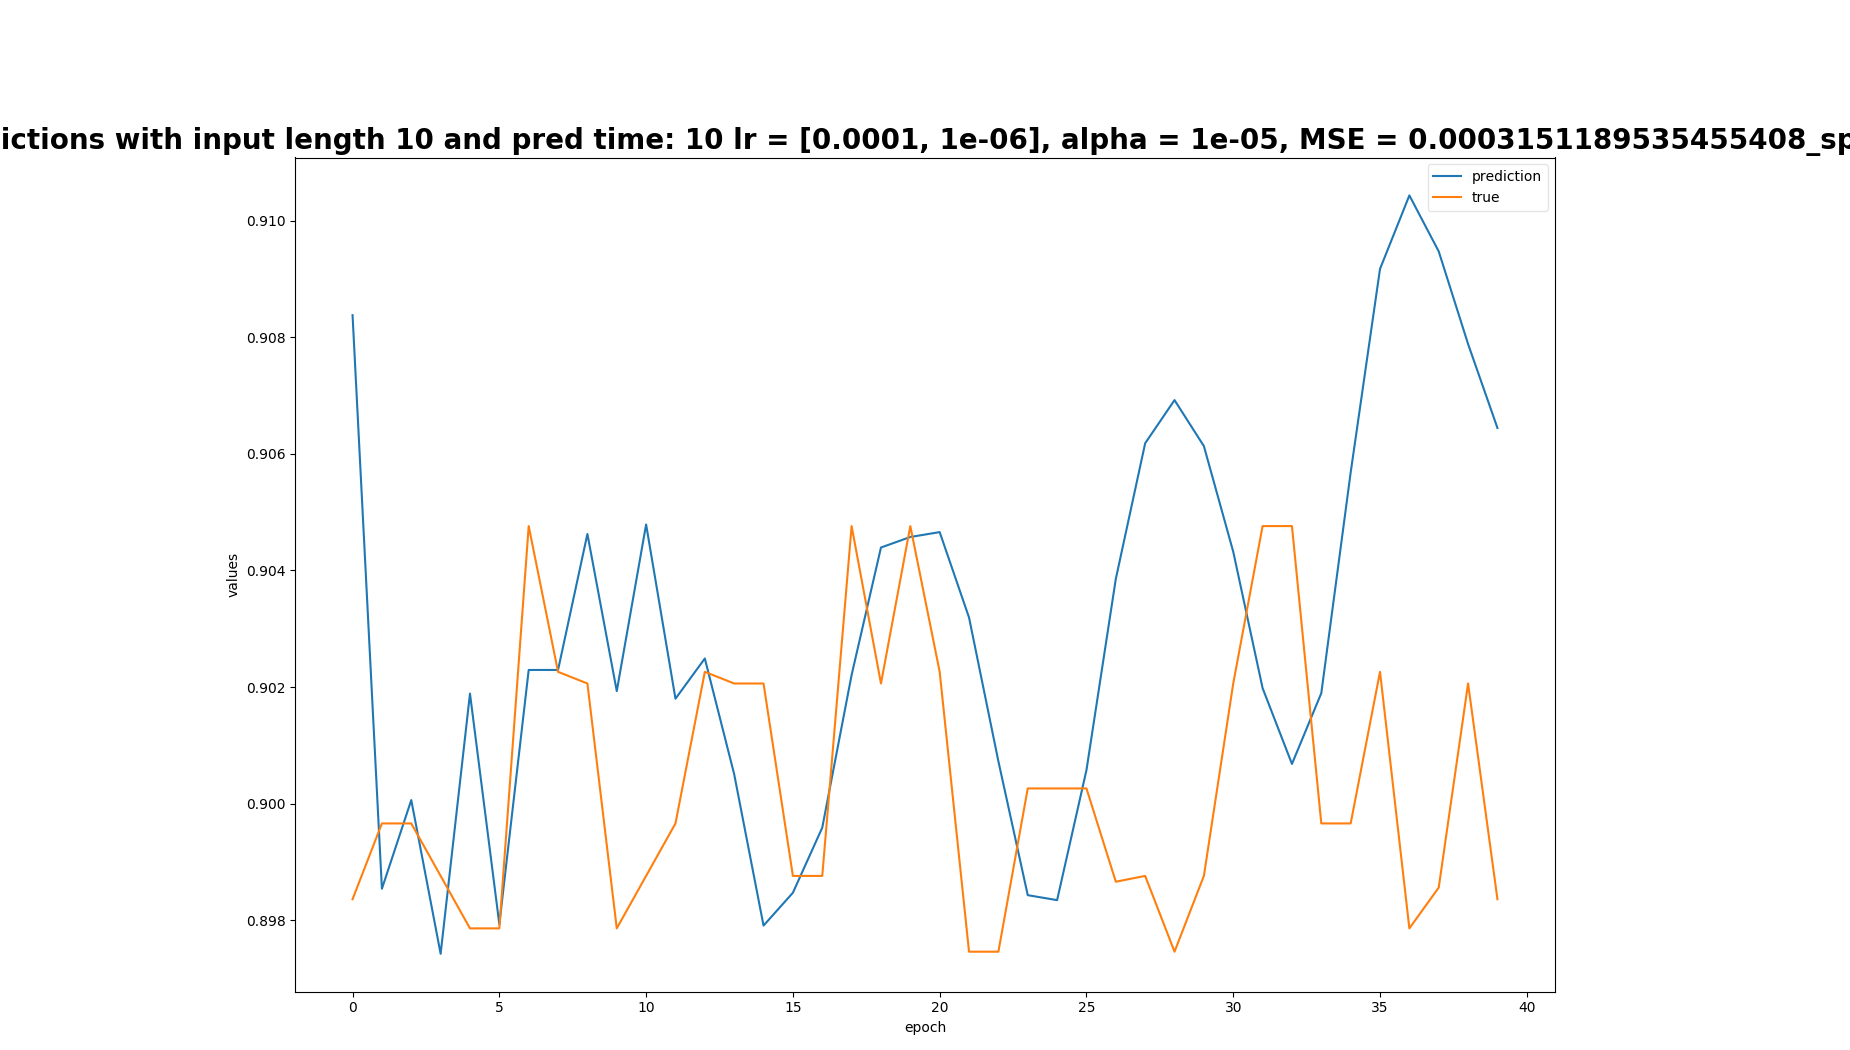 ictions with input length 10 and pred time: 10 lr = [0.0001, 1e-06], alpha = 1e-05, MSE = 0.0003151189535455408_sp
prediction
true
0.910
0.908
0.906
0.904
0.902
0.900
0.898
values
0 5 10 15 20 25 30 35 40
epoch